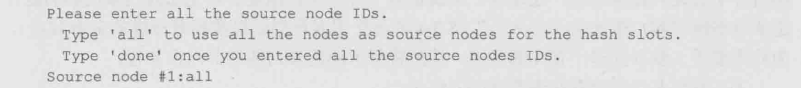 Please enter all the source node IDs.
Type 'all' to use all the nodes as source nodes for the hash slots.
Type 'done' once you entered all the source nodes IDs.
Source node #1:all